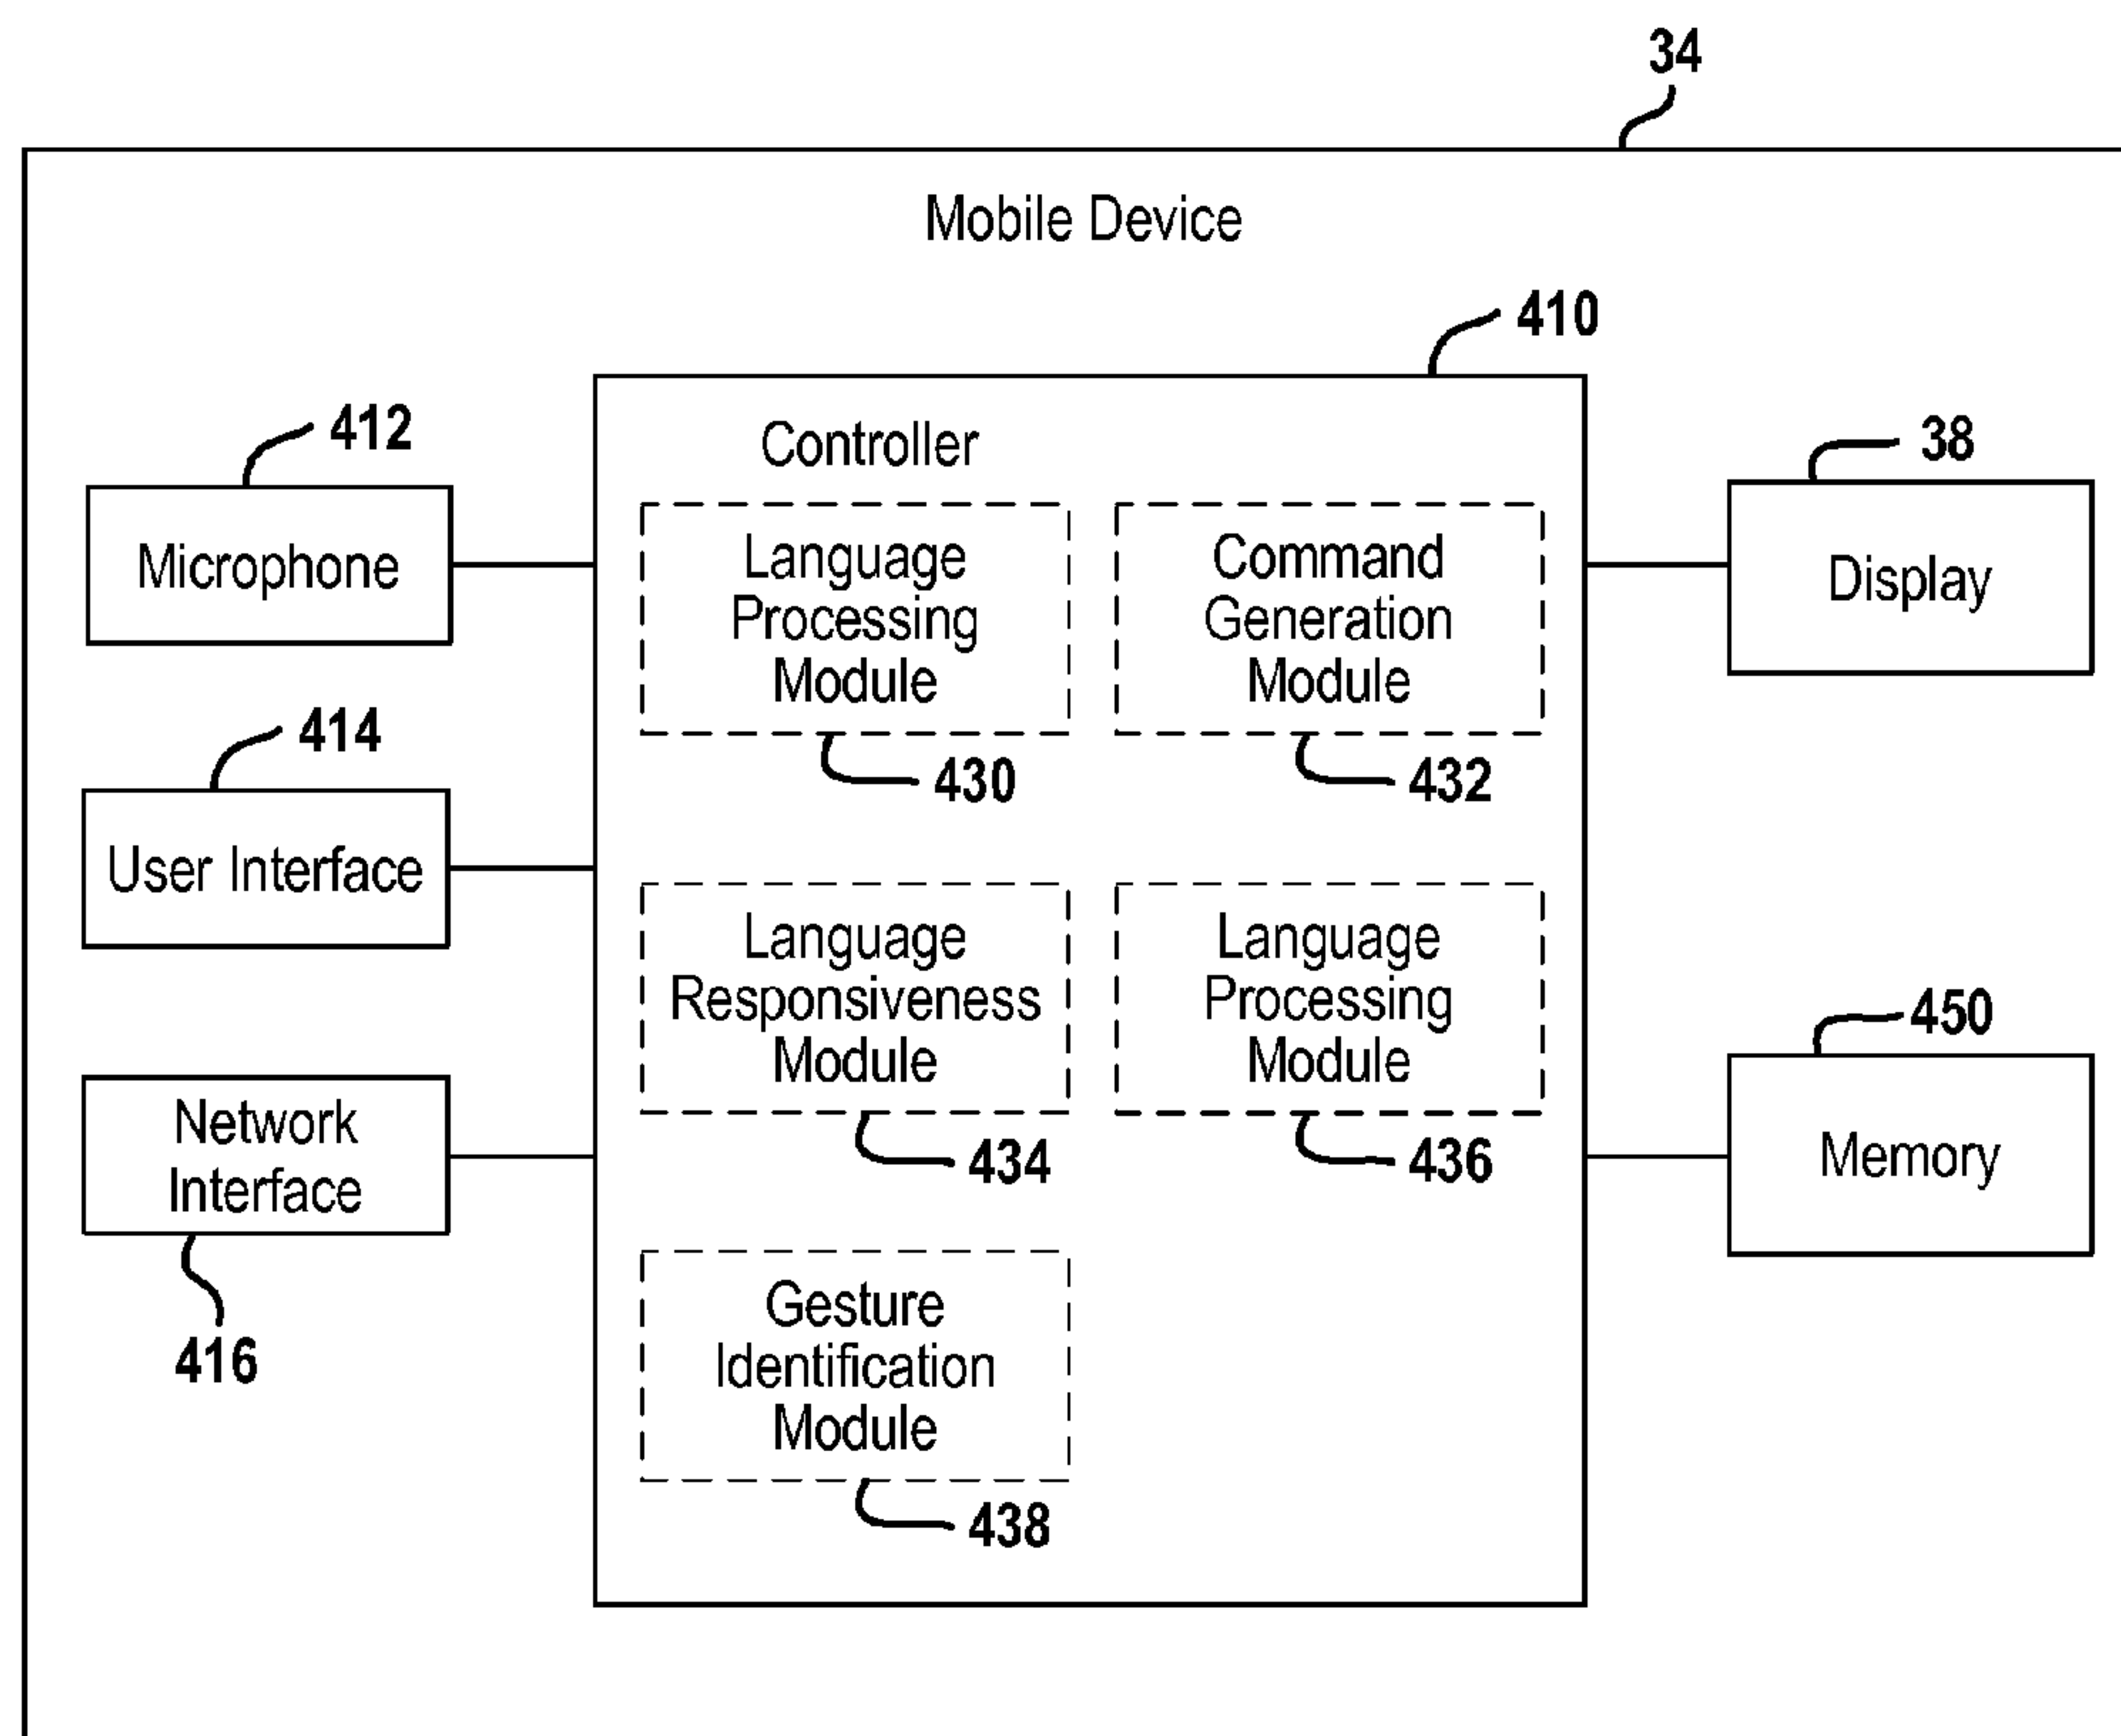 34
Mobile Device
410
412
Controller
38
Microphone
Language
Processing
Module
Command
Generation
Module
Display
414
430
432
User Interface
Language
Responsiveness
Module
Language
Processing
Module
450
Network
Interface
434
436
Memory
416
Gesture
Identification
Module
438